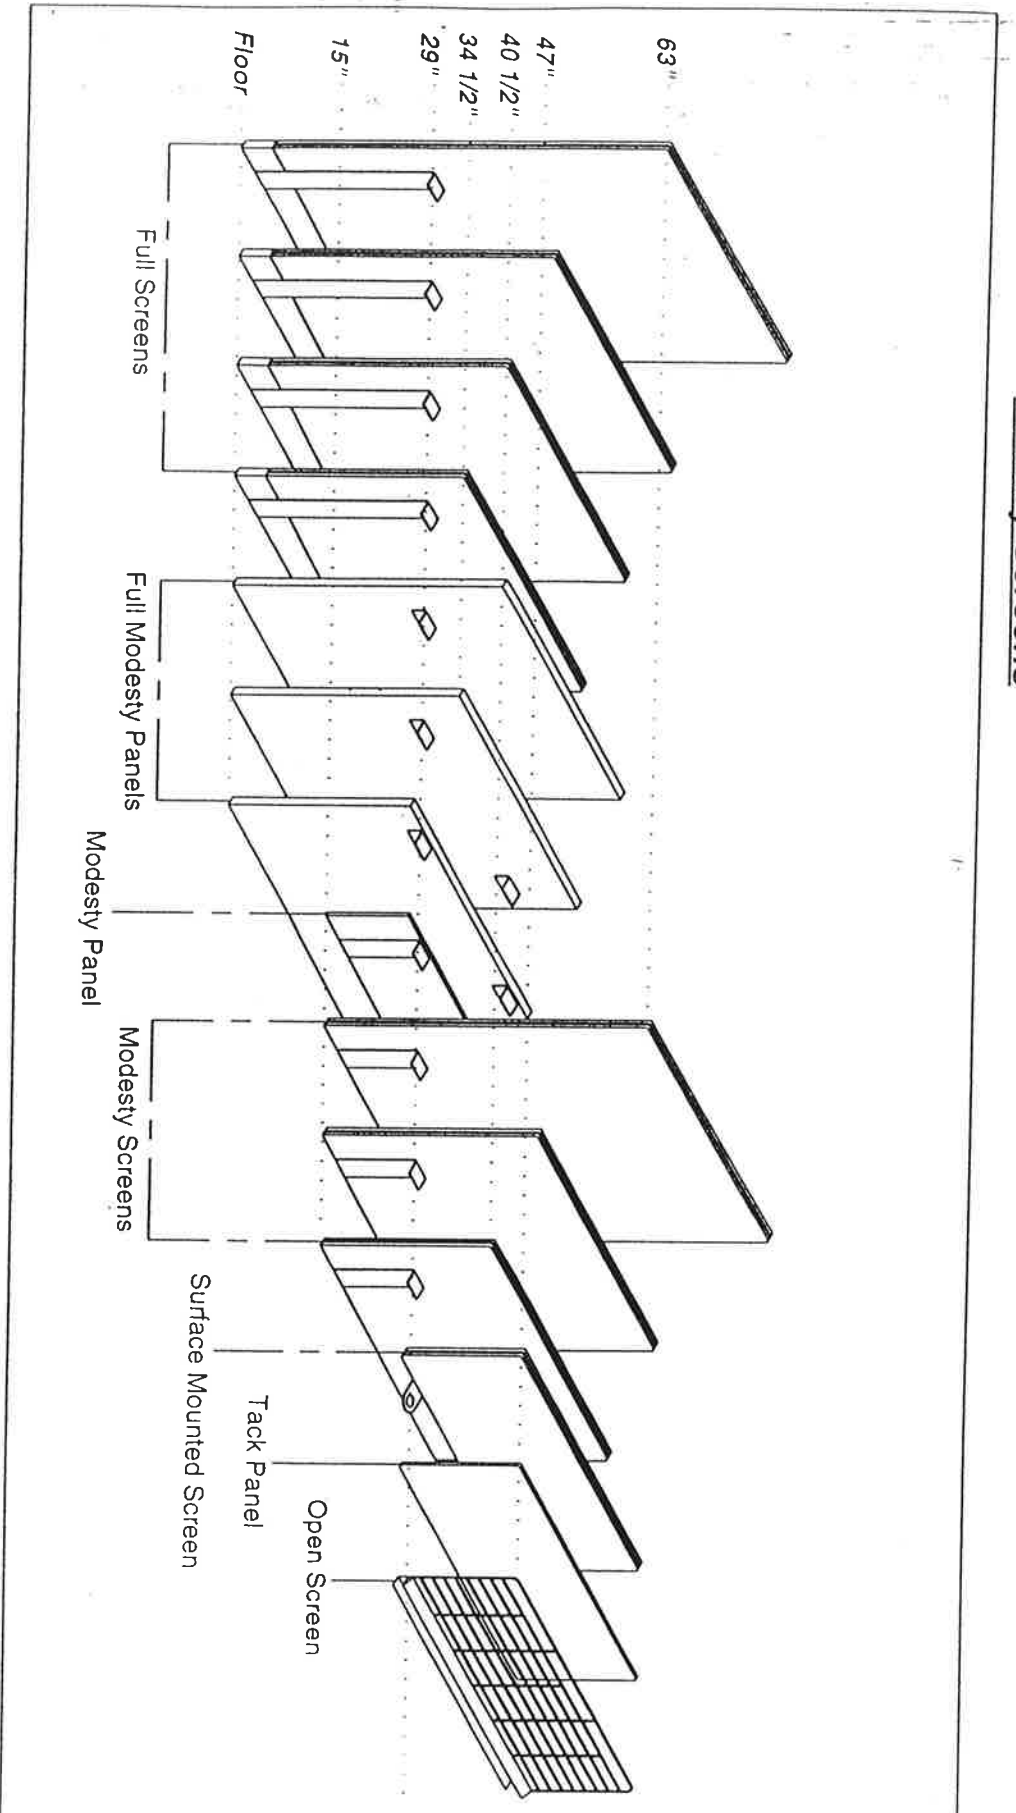 63"
47"
40 1/2"
34 1/2"
29"
15"
Floor
Full Screens
Full Modesty Panels
Modesty Panel
Modesty Screens
Surface Mounted Screen
Tack Panel
Open Screen